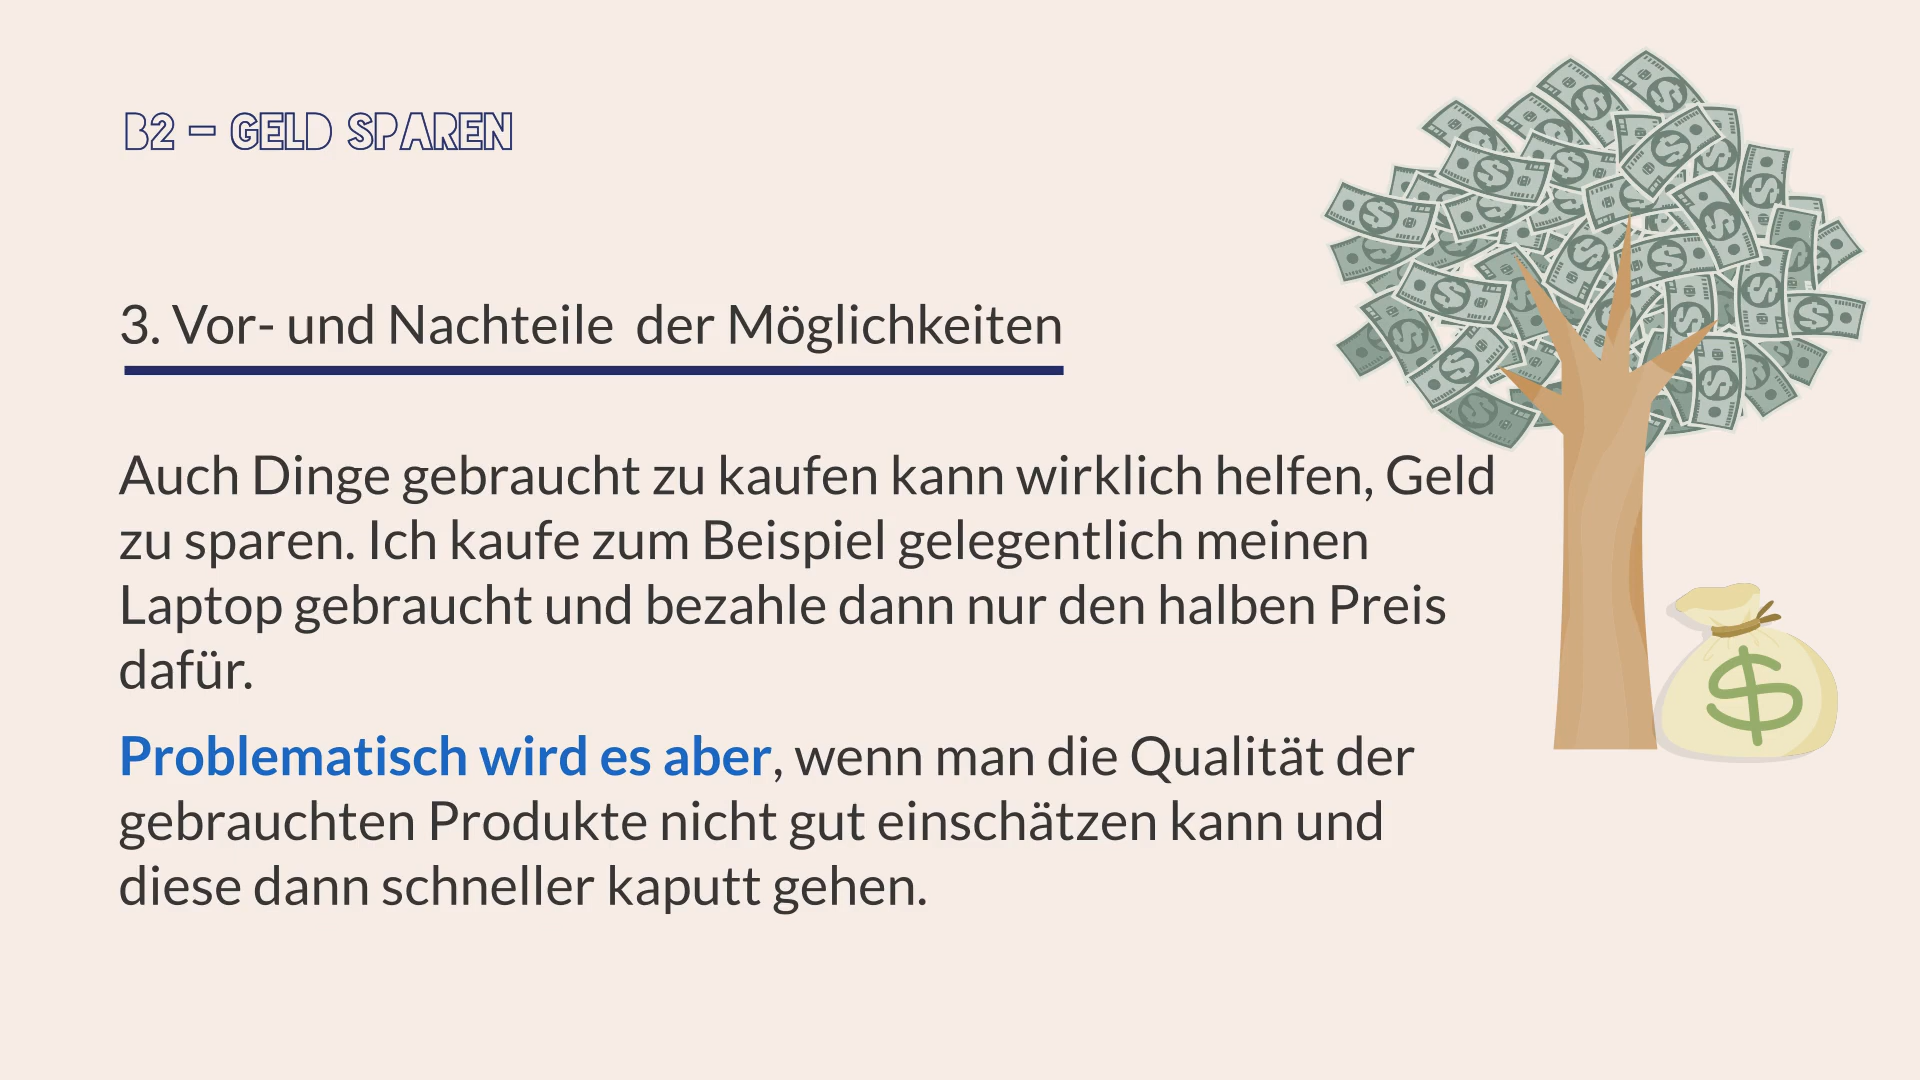 B2 – GELD SPAREN
3. Vor- und Nachteile  der Möglichkeiten
Auch Dinge gebraucht zu kaufen kann wirklich helfen, Geld
zu sparen. Ich kaufe zum Beispiel gelegentlich meinen
Laptop gebraucht und bezahle dann nur den halben Preis
dafür.
Problematisch wird es aber, wenn man die Qualität der
gebrauchten Produkte nicht gut einschätzen kann und
diese dann schneller kaputt gehen.
$